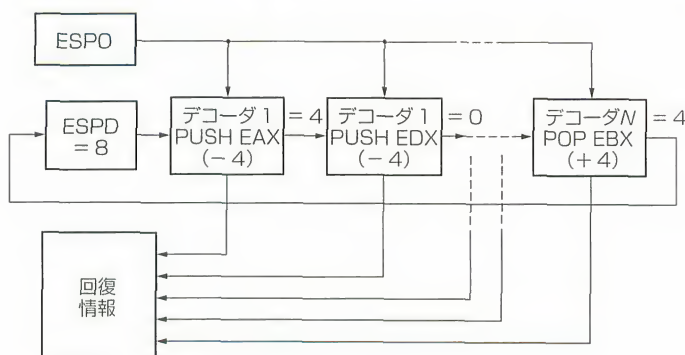 ESPO
ESPD
=8
デコーダ1
PUSH EAX
(−4)
=4
デコーダ1
PUSH EDX
(−4)
=0
デコーダN
POP EBX
(+4)
=4
回復
情報